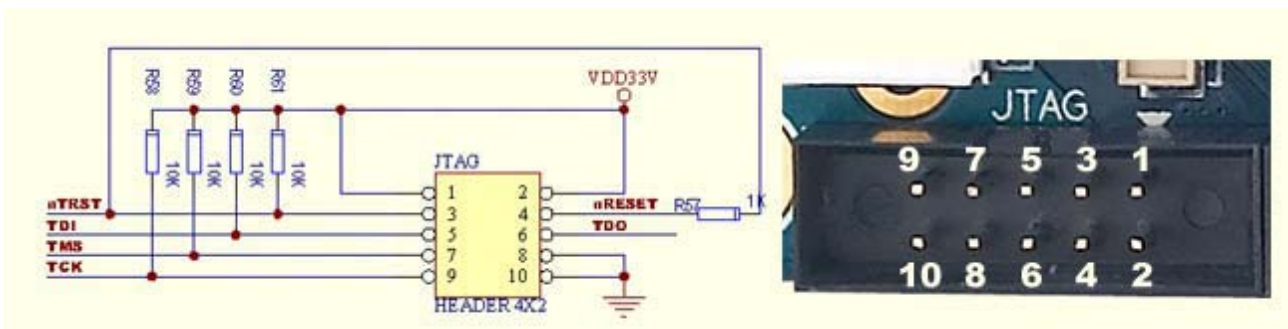 R58 R59 R60 R61
10K 10K 10K 10K
VDD33V
JTAG
1 2
nTRST 3 4 nRESET R57 1K
TDI 5 6 TDO
TMS 7 8
TCK 9 10
HEADER 4X2
JTAG
9 7 5 3 1
10 8 6 4 2